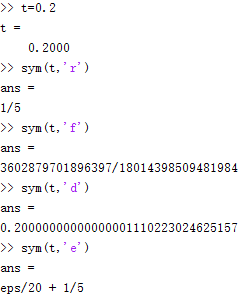 >> t=0.2
t =
0.2000
>> sym(t,'r')
ans =
1/5
>> sym(t,'f')
ans =
3602879701896397/18014398509481984
>> sym(t,'d')
ans =
0.20000000000000001110223024625157
>> sym(t,'e')
ans =
eps/20 + 1/5